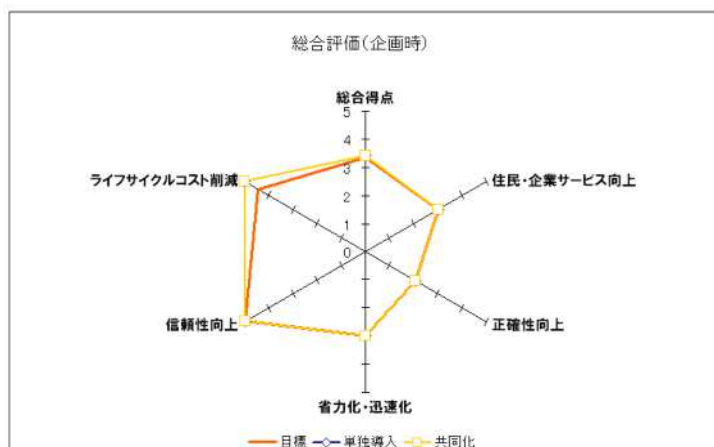 総合評価(企画時)
総合得点
5
4
3
2
1
0
ライフサイクルコスト削減
住民・企業サービス向上
信頼性向上
正確性向上
省力化・迅速化
目標 単独導入 共同化